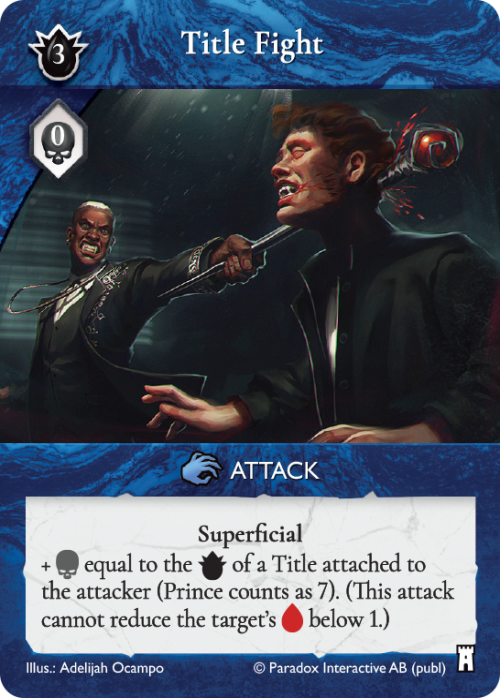 Title Fight
3
0
ATTACK
Superficial
+ equal to the of a Title attached to
the attacker (Prince counts as 7). (This attack
cannot reduce the target's below 1.)
Illus.: Adelijah Ocampo © Paradox Interactive AB (publ)